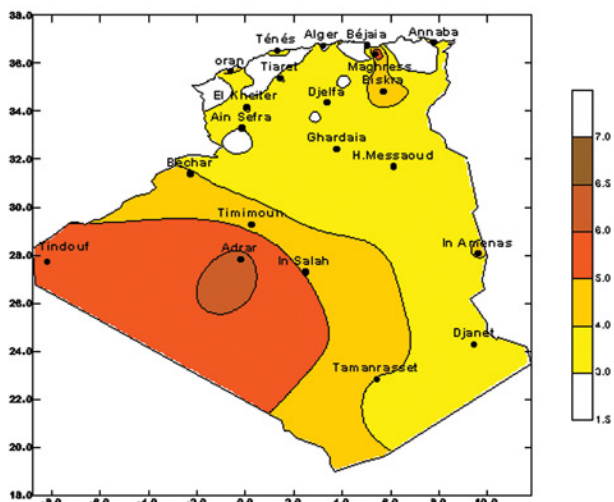 38.0
36.0
34.0
32.0
30.0
28.0
26.0
24.0
22.0
20.0
18.0
Ténés
Alger
Béjaia
Annaba
oran
Tiaret
Maghress
Biskra
El Kheiter
Djelfa
Ain Sefra
Ghardaia
H.Messaoud
Bechar
Timimoun
Tindouf
Adrar
In Salah
In Amenas
Djanet
Tamanrasset
7.0
6.5
6.0
5.0
4.0
3.0
1.5